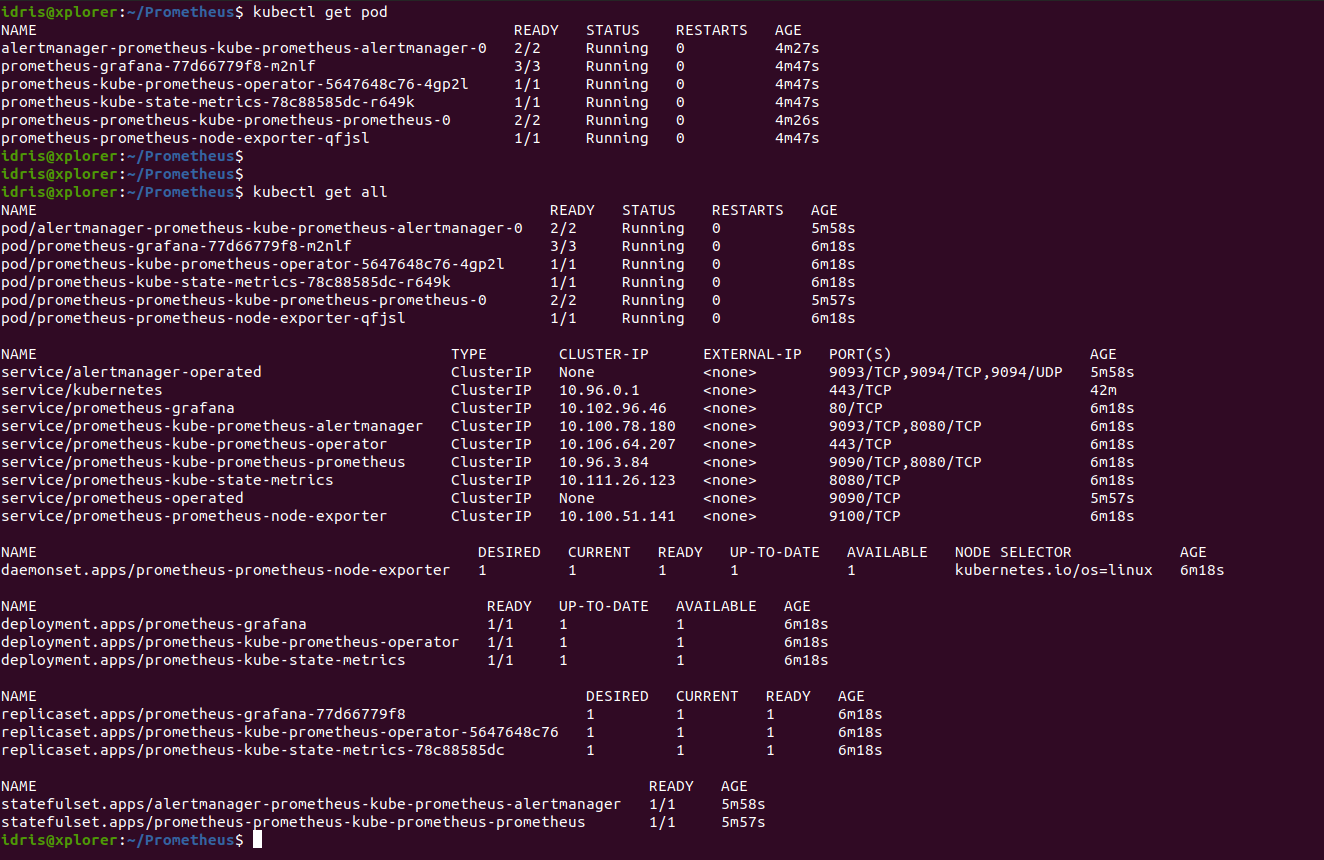 idris@xplorer:~/Prometheus$ kubectl get pod
NAME READY STATUS RESTARTS AGE
alertmanager-prometheus-kube-prometheus-alertmanager-0 2/2 Running 0 4m27s
prometheus-grafana-77d66779f8-m2nlf 3/3 Running 0 4m47s
prometheus-kube-prometheus-operator-5647648c76-4gp2l 1/1 Running 0 4m47s
prometheus-kube-state-metrics-78c88585dc-r649k 1/1 Running 0 4m47s
prometheus-prometheus-kube-prometheus-prometheus-0 2/2 Running 0 4m26s
prometheus-prometheus-node-exporter-qfjsl 1/1 Running 0 4m47s
idris@xplorer:~/Prometheus$
idris@xplorer:~/Prometheus$
idris@xplorer:~/Prometheus$ kubectl get all
NAME READY STATUS RESTARTS AGE
pod/alertmanager-prometheus-kube-prometheus-alertmanager-0 2/2 Running 0 5m58s
pod/prometheus-grafana-77d66779f8-m2nlf 3/3 Running 0 6m18s
pod/prometheus-kube-prometheus-operator-5647648c76-4gp2l 1/1 Running 0 6m18s
pod/prometheus-kube-state-metrics-78c88585dc-r649k 1/1 Running 0 6m18s
pod/prometheus-prometheus-kube-prometheus-prometheus-0 2/2 Running 0 5m57s
pod/prometheus-prometheus-node-exporter-qfjsl 1/1 Running 0 6m18s
NAME TYPE CLUSTER-IP EXTERNAL-IP PORT(S) AGE
service/alertmanager-operated ClusterIP None <none> 9093/TCP,9094/TCP,9094/UDP 5m58s
service/kubernetes ClusterIP 10.96.0.1 <none> 443/TCP 42m
service/prometheus-grafana ClusterIP 10.102.96.46 <none> 80/TCP 6m18s
service/prometheus-kube-prometheus-alertmanager ClusterIP 10.100.78.180 <none> 9093/TCP,8080/TCP 6m18s
service/prometheus-kube-prometheus-operator ClusterIP 10.106.64.207 <none> 443/TCP 6m18s
service/prometheus-kube-prometheus-prometheus ClusterIP 10.96.3.84 <none> 9090/TCP,8080/TCP 6m18s
service/prometheus-kube-state-metrics ClusterIP 10.111.26.123 <none> 8080/TCP 6m18s
service/prometheus-operated ClusterIP None <none> 9090/TCP 5m57s
service/prometheus-prometheus-node-exporter ClusterIP 10.100.51.141 <none> 9100/TCP 6m18s
NAME DESIRED CURRENT READY UP-TO-DATE AVAILABLE NODE SELECTOR AGE
daemonset.apps/prometheus-prometheus-node-exporter 1 1 1 1 1 kubernetes.io/os=linux 6m18s
NAME READY UP-TO-DATE AVAILABLE AGE
deployment.apps/prometheus-grafana 1/1 1 1 6m18s
deployment.apps/prometheus-kube-prometheus-operator 1/1 1 1 6m18s
deployment.apps/prometheus-kube-state-metrics 1/1 1 1 6m18s
NAME DESIRED CURRENT READY AGE
replicaset.apps/prometheus-grafana-77d66779f8 1 1 1 6m18s
replicaset.apps/prometheus-kube-prometheus-operator-5647648c76 1 1 1 6m18s
replicaset.apps/prometheus-kube-state-metrics-78c88585dc 1 1 1 6m18s
NAME READY AGE
statefulset.apps/alertmanager-prometheus-kube-prometheus-alertmanager 1/1 5m58s
statefulset.apps/prometheus-prometheus-kube-prometheus-prometheus 1/1 5m57s
idris@xplorer:~/Prometheus$